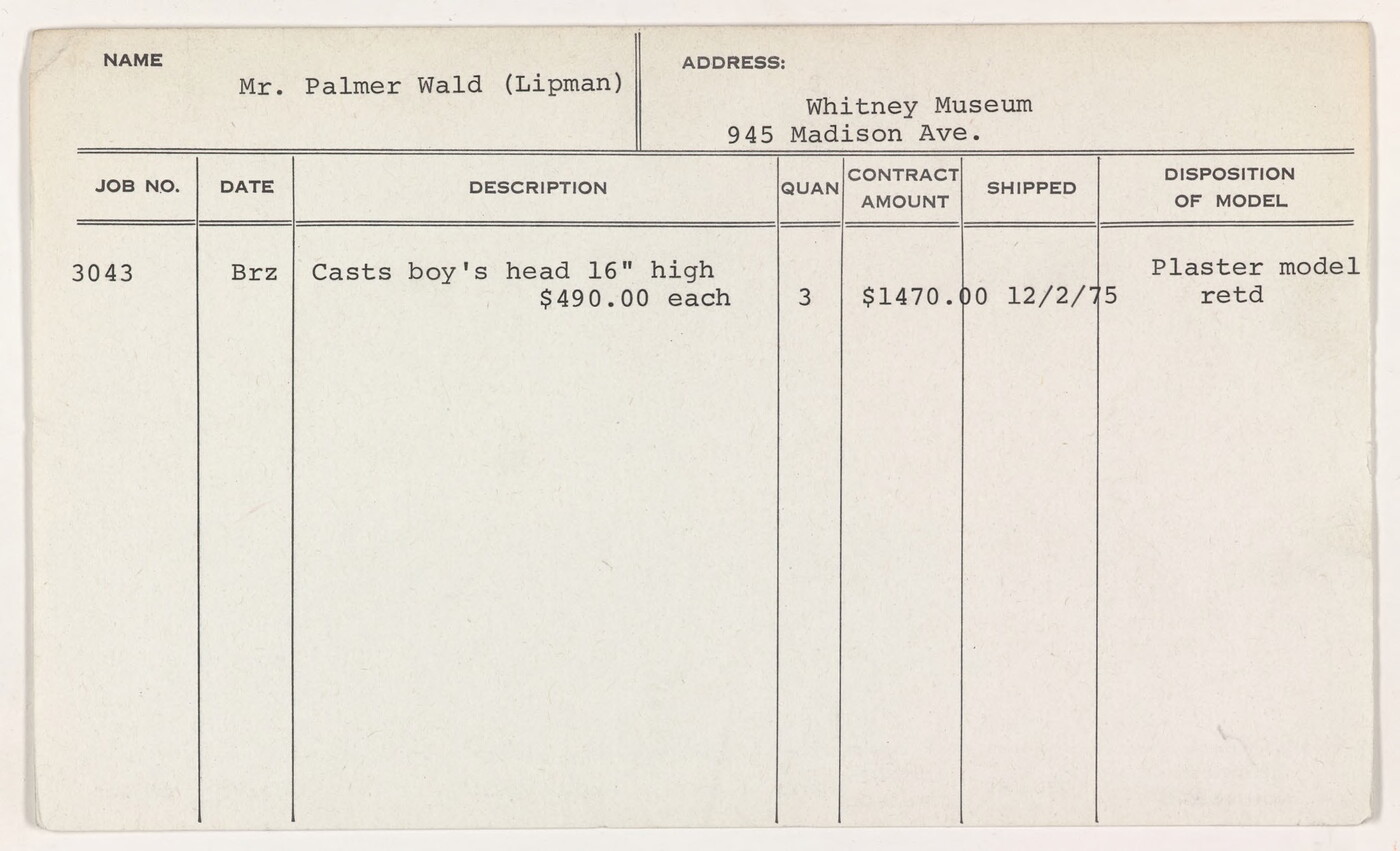 NAME
Mr. Palmer Wald (Lipman)
ADDRESS:
Whitney Museum
945 Madison Ave.
JOB NO. DATE DESCRIPTION QUAN CONTRACT AMOUNT SHIPPED DISPOSITION OF MODEL
3043 Brz Casts boy's head 16" high Plaster model
$490.00 each 3 $1470.00 12/2/75 retd